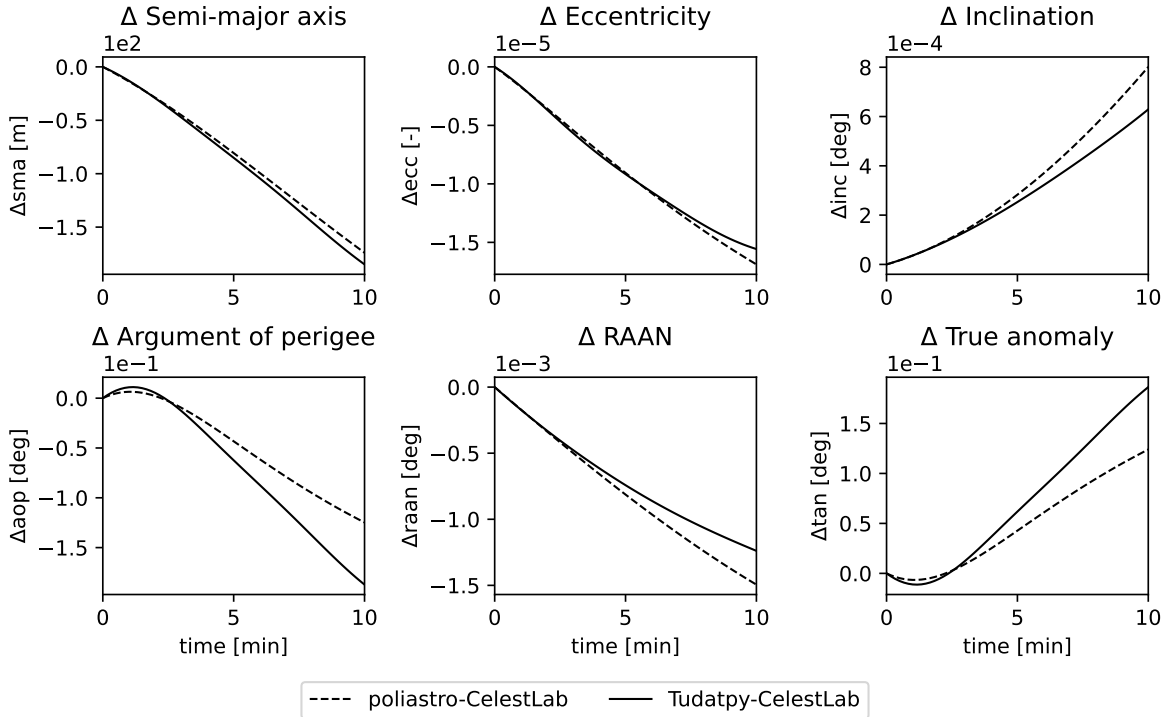 Δ Semi-major axis
1e2
0.0
−0.5
−1.0
−1.5
Δsma [m]
0 5 10
Δ Eccentricity
1e−5
0.0
−0.5
−1.0
−1.5
Δecc [-]
0 5 10
Δ Inclination
1e−4
8
6
4
2
0
Δinc [deg]
0 5 10
Δ Argument of perigee
1e−1
0.0
−0.5
−1.0
−1.5
Δaop [deg]
0 5 10
time [min]
Δ RAAN
1e−3
0.0
−0.5
−1.0
−1.5
Δraan [deg]
0 5 10
time [min]
Δ True anomaly
1e−1
1.5
1.0
0.5
0.0
Δtan [deg]
0 5 10
time [min]
poliastro-CelestLab Tudatpy-CelestLab